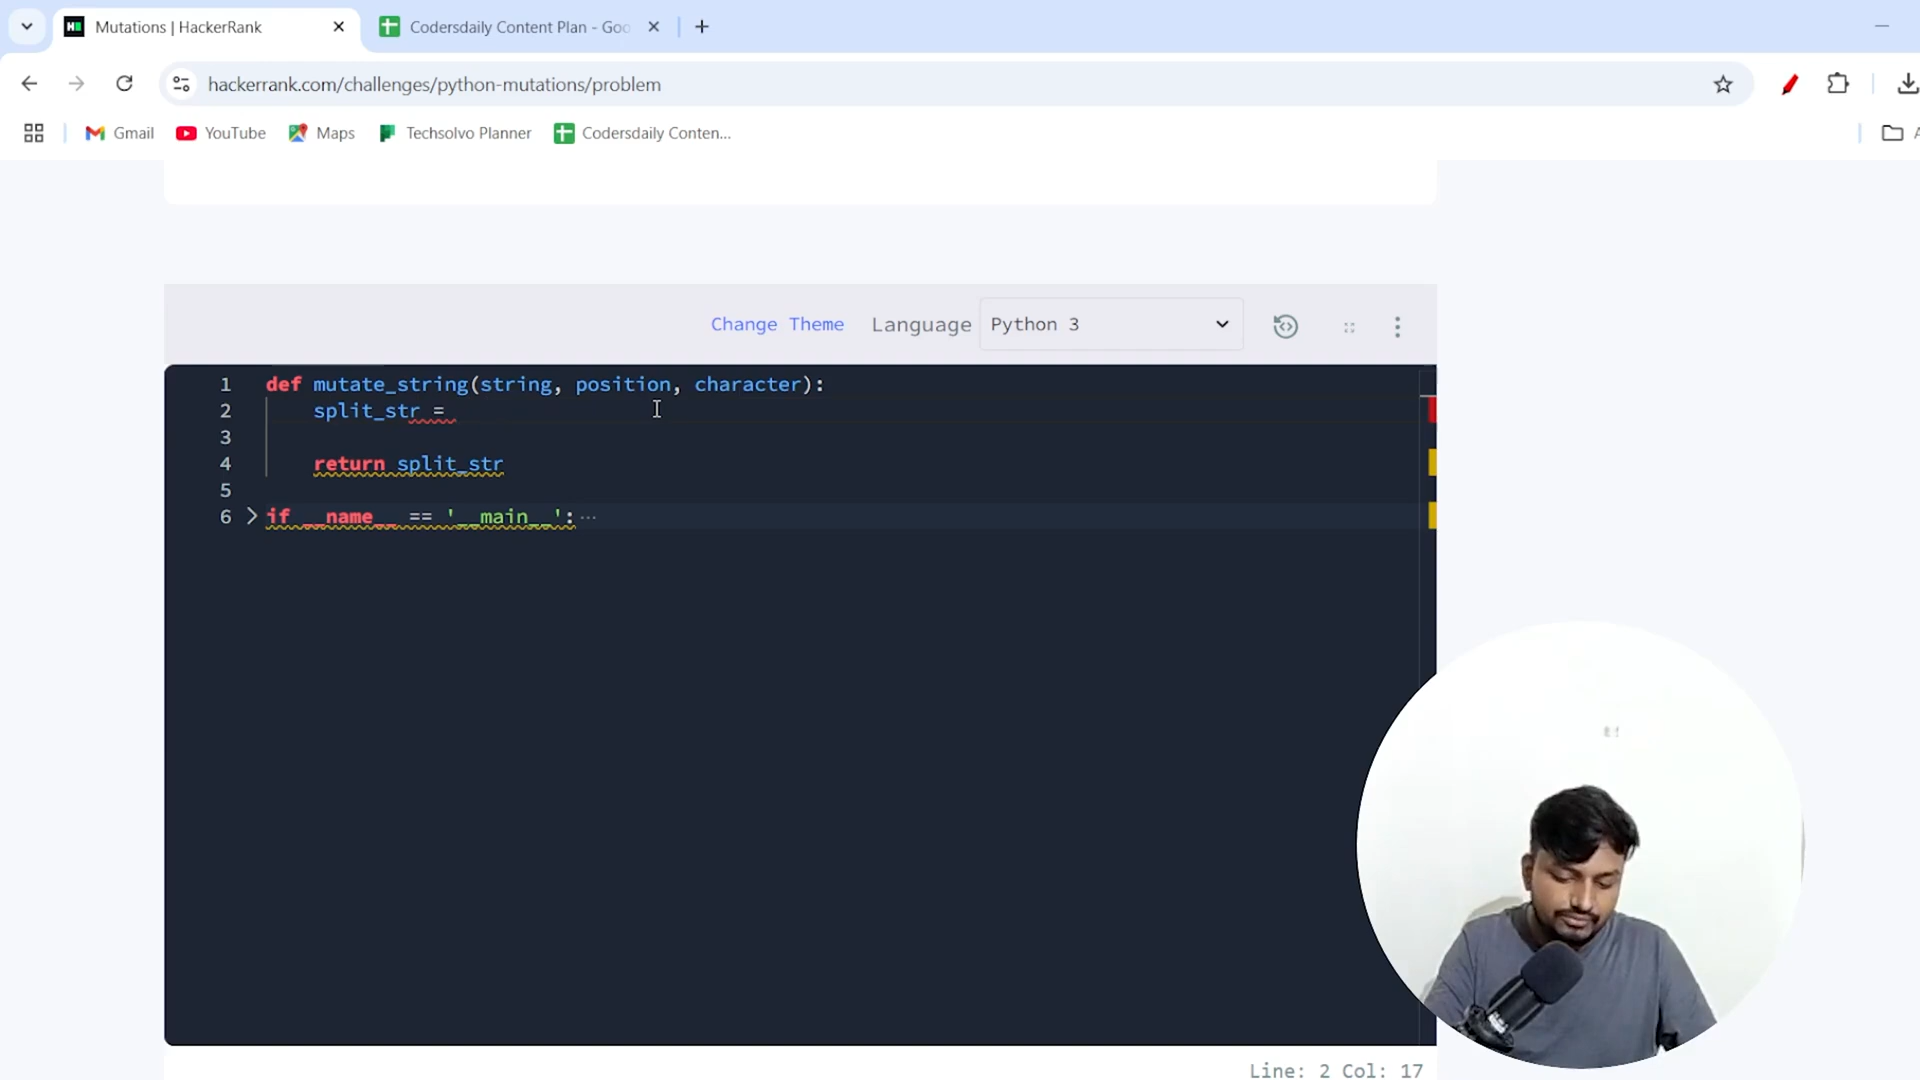 Mutations | HackerRank
Codersdaily Content Plan - Goo
hackerrank.com/challenges/python-mutations/problem
Gmail
YouTube
Maps
Techsolvo Planner
Codersdaily Conten...
A
Change Theme
Language
Python 3
1 def mutate_string(string, position, character):
2 split_str =
3
4 return split_str
5
6 if __name__ == '__main__': ...
Line: 2 Col: 17